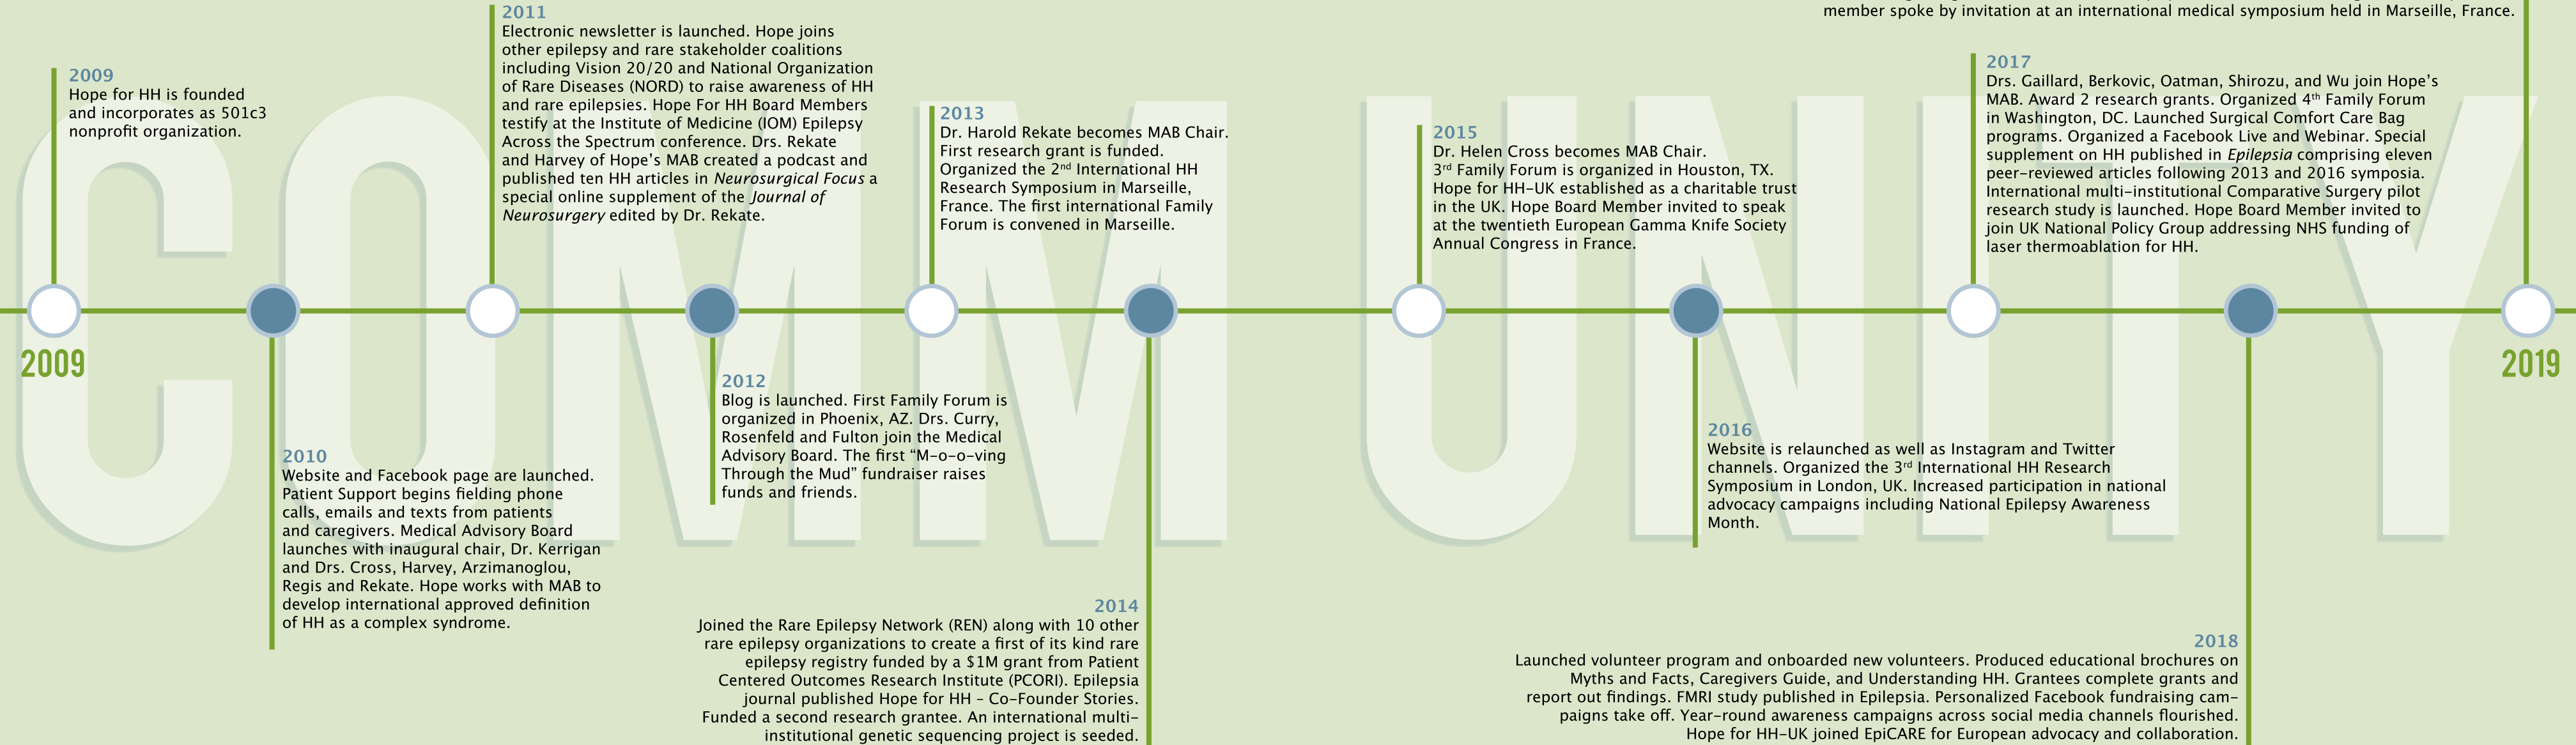 member spoke by invitation at an international medical symposium held in Marseille, France.
2009
Hope for HH is founded
and incorporates as 501c3
nonprofit organization.
2011
Electronic newsletter is launched. Hope joins
other epilepsy and rare stakeholder coalitions
including Vision 20/20 and National Organization
of Rare Diseases (NORD) to raise awareness of HH
and rare epilepsies. Hope For HH Board Members
testify at the Institute of Medicine (IOM) Epilepsy
Across the Spectrum conference. Drs. Rekate
and Harvey of Hope's MAB created a podcast and
published ten HH articles in Neurosurgical Focus a
special online supplement of the Journal of
Neurosurgery edited by Dr. Rekate.
2013
Dr. Harold Rekate becomes MAB Chair.
First research grant is funded.
Organized the 2nd International HH
Research Symposium in Marseille,
France. The first international Family
Forum is convened in Marseille.
2015
Dr. Helen Cross becomes MAB Chair.
3rd Family Forum is organized in Houston, TX.
Hope for HH-UK established as a charitable trust
in the UK. Hope Board Member invited to speak
at the twentieth European Gamma Knife Society
Annual Congress in France.
2017
Drs. Gaillard, Berkovic, Oatman, Shirozu, and Wu join Hope's
MAB. Award 2 research grants. Organized 4th Family Forum
in Washington, DC. Launched Surgical Comfort Care Bag
programs. Organized a Facebook Live and Webinar. Special
supplement on HH published in Epilepsia comprising eleven
peer-reviewed articles following 2013 and 2016 symposia.
International multi-institutional Comparative Surgery pilot
research study is launched. Hope Board Member invited to
join UK National Policy Group addressing NHS funding of
laser thermoablation for HH.
COMMUNITY
2009
2019
2010
Website and Facebook page are launched.
Patient Support begins fielding phone
calls, emails and texts from patients
and caregivers. Medical Advisory Board
launches with inaugural chair, Dr. Kerrigan
and Drs. Cross, Harvey, Arzimanoglou,
Regis and Rekate. Hope works with MAB to
develop international approved definition
of HH as a complex syndrome.
2012
Blog is launched. First Family Forum is
organized in Phoenix, AZ. Drs. Curry,
Rosenfeld and Fulton join the Medical
Advisory Board. The first "M-o-o-ving
Through the Mud" fundraiser raises
funds and friends.
2014
Joined the Rare Epilepsy Network (REN) along with 10 other
rare epilepsy organizations to create a first of its kind rare
epilepsy registry funded by a $1M grant from Patient
Centered Outcomes Research Institute (PCORI). Epilepsia
journal published Hope for HH - Co-Founder Stories.
Funded a second research grantee. An international multi-
institutional genetic sequencing project is seeded.
2016
Website is relaunched as well as Instagram and Twitter
channels. Organized the 3rd International HH Research
Symposium in London, UK. Increased participation in national
advocacy campaigns including National Epilepsy Awareness
Month.
2018
Launched volunteer program and onboarded new volunteers. Produced educational brochures on
Myths and Facts, Caregivers Guide, and Understanding HH. Grantees complete grants and
report out findings. FMRI study published in Epilepsia. Personalized Facebook fundraising cam-
paigns take off. Year-round awareness campaigns across social media channels flourished.
Hope for HH-UK joined EpiCARE for European advocacy and collaboration.